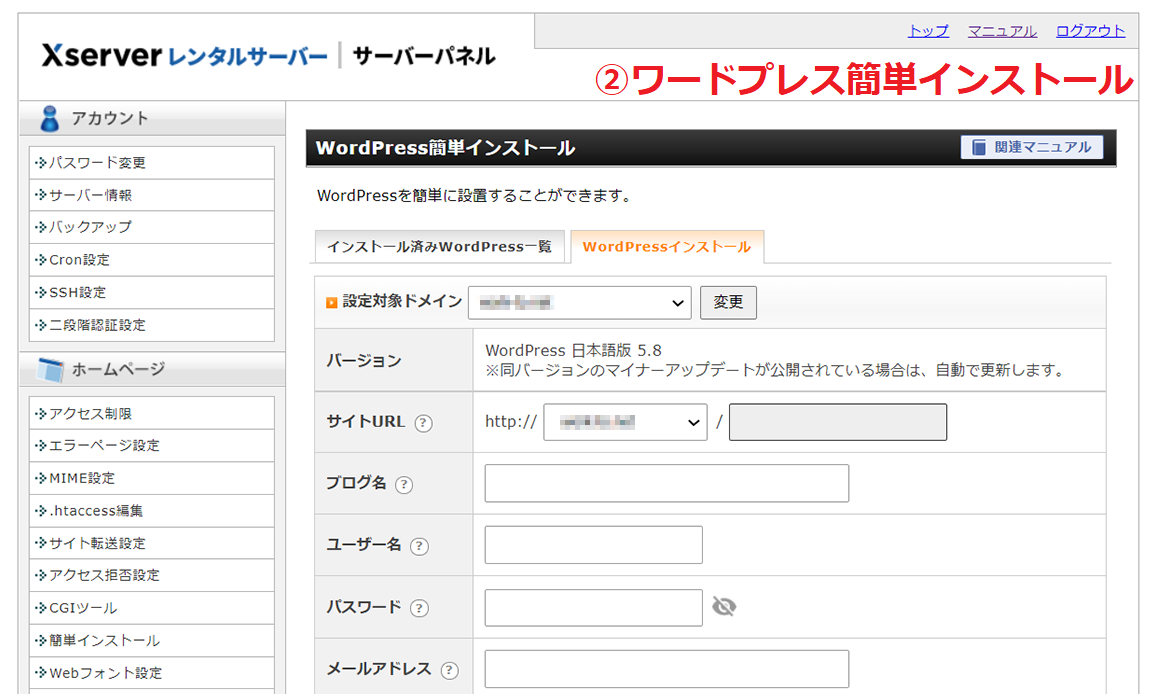 トップ マニュアル ログアウト
Xserver レンタルサーバー | サーバーパネル
②ワードプレス簡単インストール
アカウント
パスワード変更
サーバー情報
バックアップ
Cron設定
SSH設定
二段階認証設定
ホームページ
アクセス制限
エラーページ設定
MIME設定
.htaccess編集
サイト転送設定
アクセス拒否設定
CGIツール
簡単インストール
Webフォント設定
WordPress簡単インストール
関連マニュアル
WordPressを簡単に設置することができます。
インストール済みWordPress一覧 WordPressインストール
設定対象ドメイン 変更
バージョン
WordPress 日本語版 5.8
※同バージョンのマイナーアップデートが公開されている場合は、自動で更新します。
サイトURL ? http:// /
ブログ名 ?
ユーザー名 ?
パスワード ?
メールアドレス ?